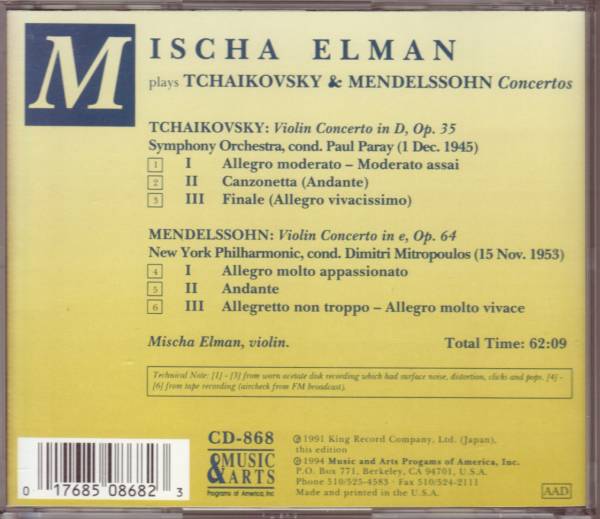 MISCHA ELMAN
plays TCHAIKOVSKY & MENDELSSOHN Concertos
TCHAIKOVSKY: Violin Concerto in D, Op. 35
Symphony Orchestra, cond. Paul Paray (1 Dec. 1945)
1 I Allegro moderato – Moderato assai
2 II Canzonetta (Andante)
3 III Finale (Allegro vivacissimo)
MENDELSSOHN: Violin Concerto in e, Op. 64
New York Philharmonic, cond. Dimitri Mitropoulos (15 Nov. 1953)
4 I Allegro molto appassionato
5 II Andante
6 III Allegretto non troppo – Allegro molto vivace
Mischa Elman, violin. Total Time: 62:09
Technical Note: [1] - [3] from worn acetate disk recording which had surface noise, distortion, clicks and pops. [4] -
[6] from tape recording (aircheck from FM broadcast).
0 17685 08682 3
CD-868
MUSIC
&ARTS
Programs of America, Inc.
℗ 1991 King Record Company, Ltd. (Japan),
this edition
© 1994 Music and Arts Progams of America, Inc.
P.O. Box 771, Berkeley, CA 94701, U.S.A.
Phone 510/525-4583 · Fax 510/524-2111
Made and printed in the U.S.A.
AAD